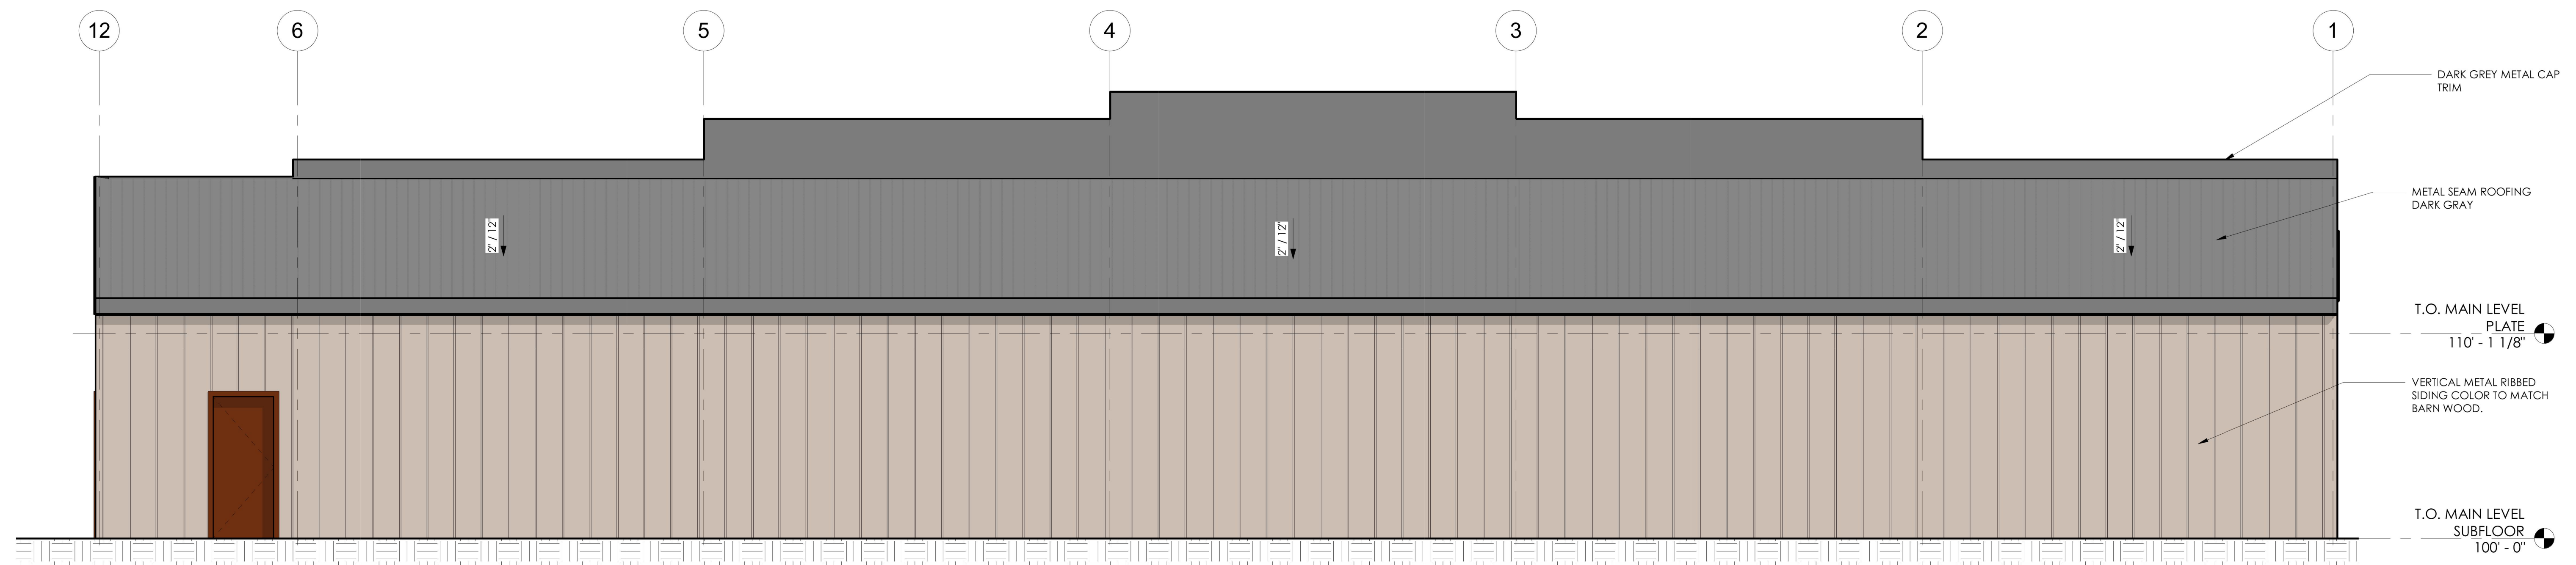 12
6
5
4
3
2
1
DARK GREY METAL CAP
TRIM
METAL SEAM ROOFING
DARK GRAY
2" / 12"
2" / 12"
2" / 12"
T.O. MAIN LEVEL
PLATE
110' - 1 1/8"
VERTICAL METAL RIBBED
SIDING COLOR TO MATCH
BARN WOOD.
T.O. MAIN LEVEL
SUBFLOOR
100' - 0"